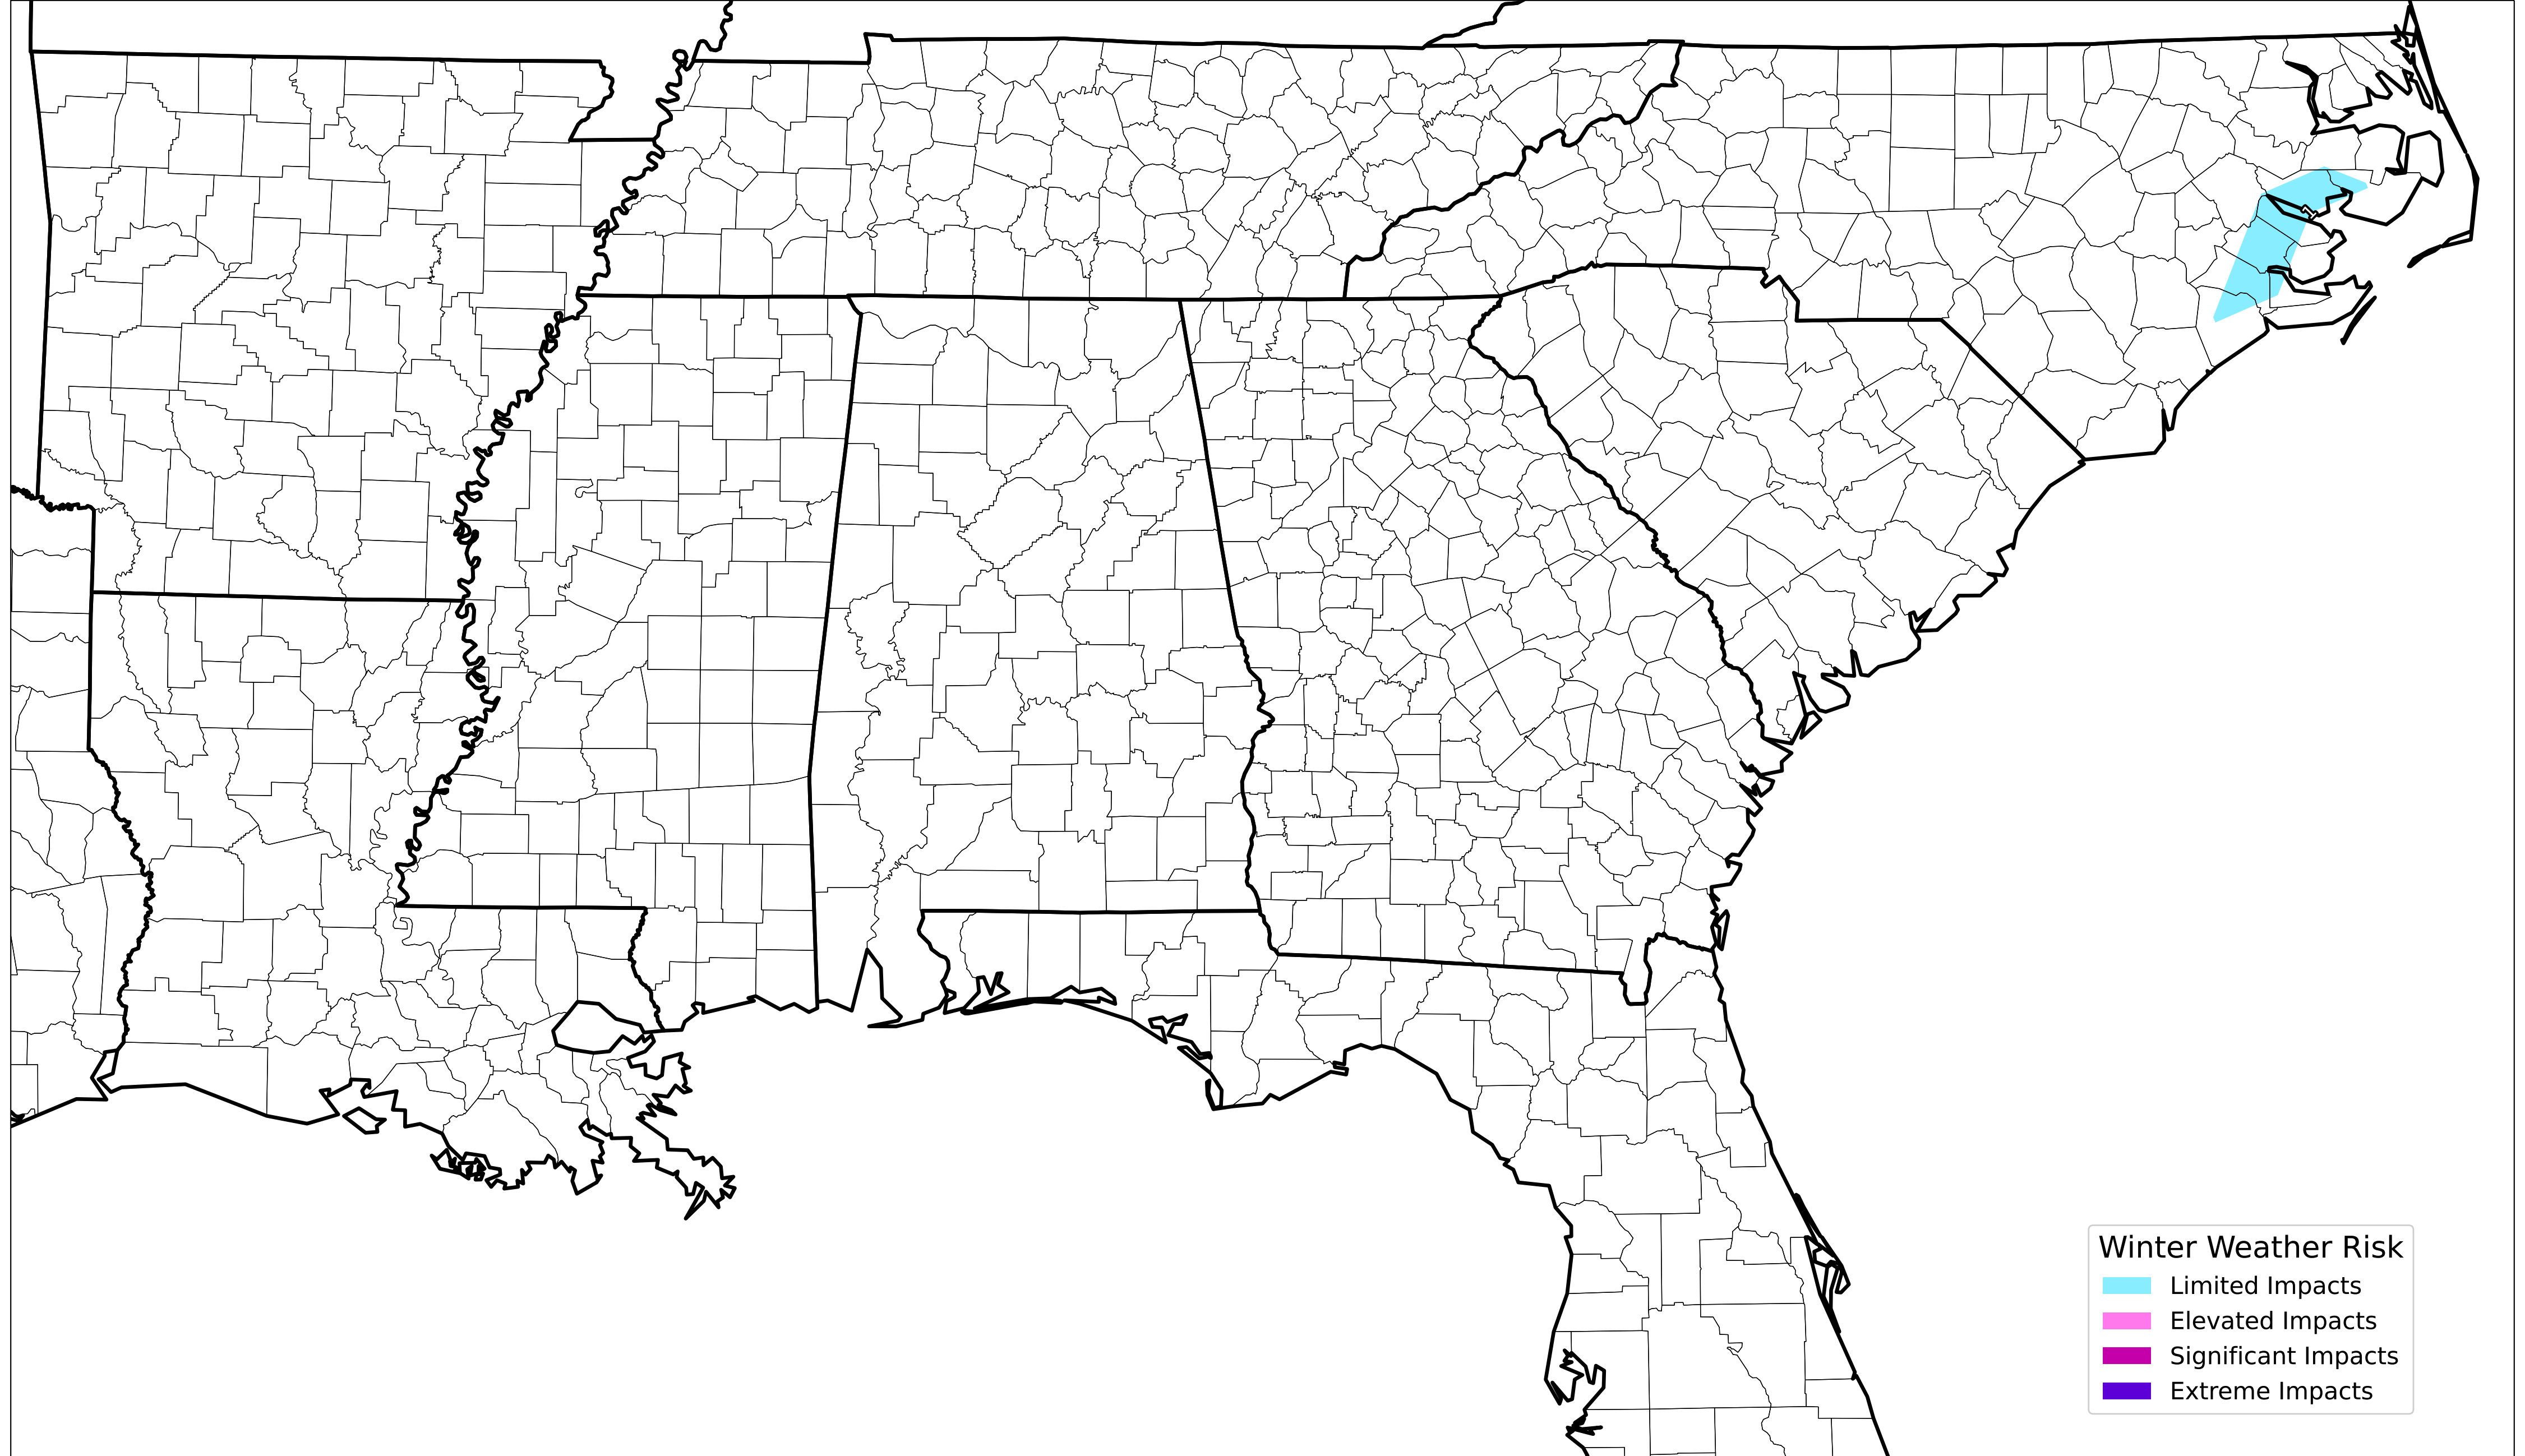 Winter Weather Risk
Limited Impacts
Elevated Impacts
Significant Impacts
Extreme Impacts